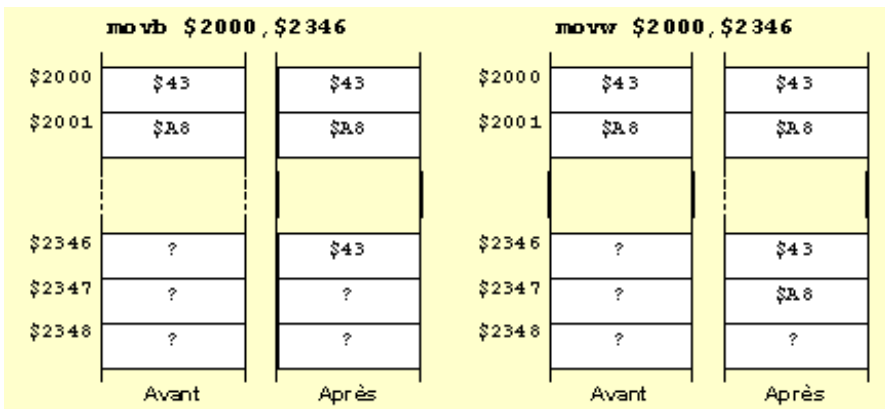 movb $2000,$2346 movw $2000,$2346
$2000 $43 $43 $2000 $43 $43
$2001 $A8 $A8 $2001 $A8 $A8
$2346 ? $43 $2346 ? $43
$2347 ? ? $2347 ? $A8
$2348 ? ? $2348 ? ?
Avant Après Avant Après